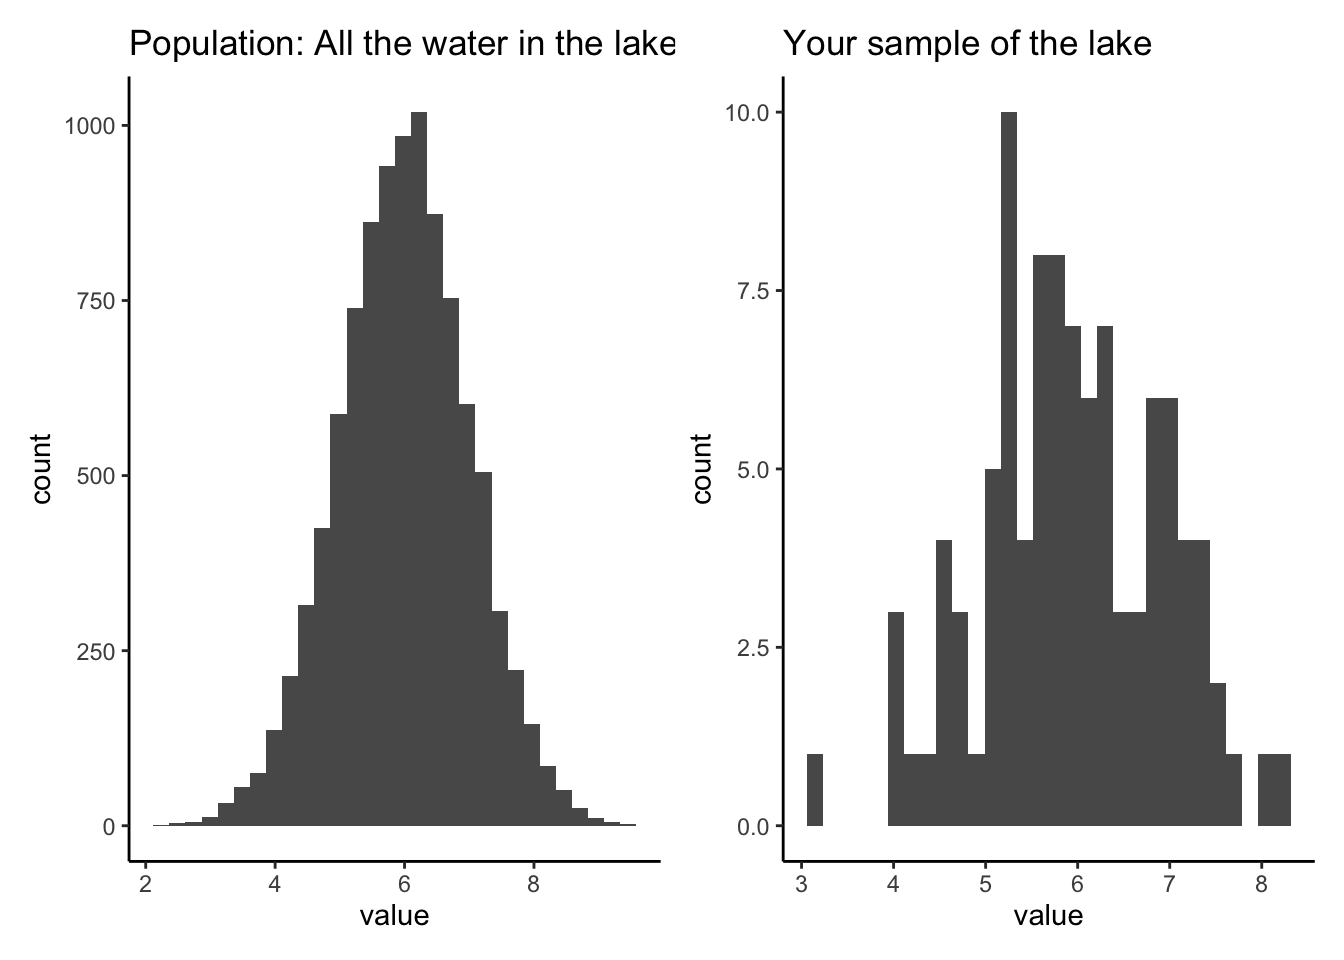 Population: All the water in the lake
count
1000
750
500
250
0
2 4 6 8
value
Your sample of the lake
count
10.0
7.5
5.0
2.5
0.0
3 4 5 6 7 8
value